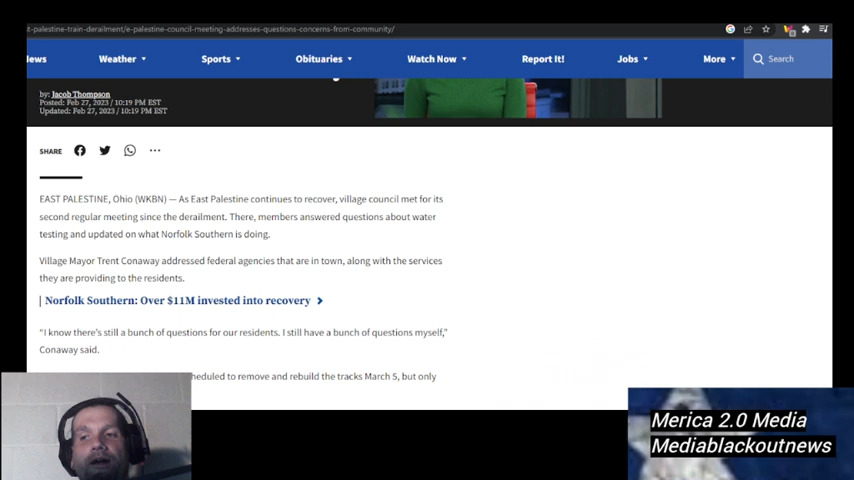 t-palestine-train-derailment/e-palestine-council-meeting-addresses-questions-concerns-from-community/
ews Weather Sports Obituaries Watch Now Report It! Jobs More Search
by: Jacob Thompson
Posted: Feb 27, 2023 / 10:19 PM EST
Updated: Feb 27, 2023 / 10:19 PM EST
SHARE
EAST PALESTINE, Ohio (WKBN) — As East Palestine continues to recover, village council met for its
second regular meeting since the derailment. There, members answered questions about water
testing and updated on what Norfolk Southern is doing.
Village Mayor Trent Conaway addressed federal agencies that are in town, along with the services
they are providing to the residents.
Norfolk Southern: Over $11M invested into recovery
“I know there’s still a bunch of questions for our residents. I still have a bunch of questions myself,”
Conaway said.
heduled to remove and rebuild the tracks March 5, but only
Merica 2.0 Media
Mediablackoutnews